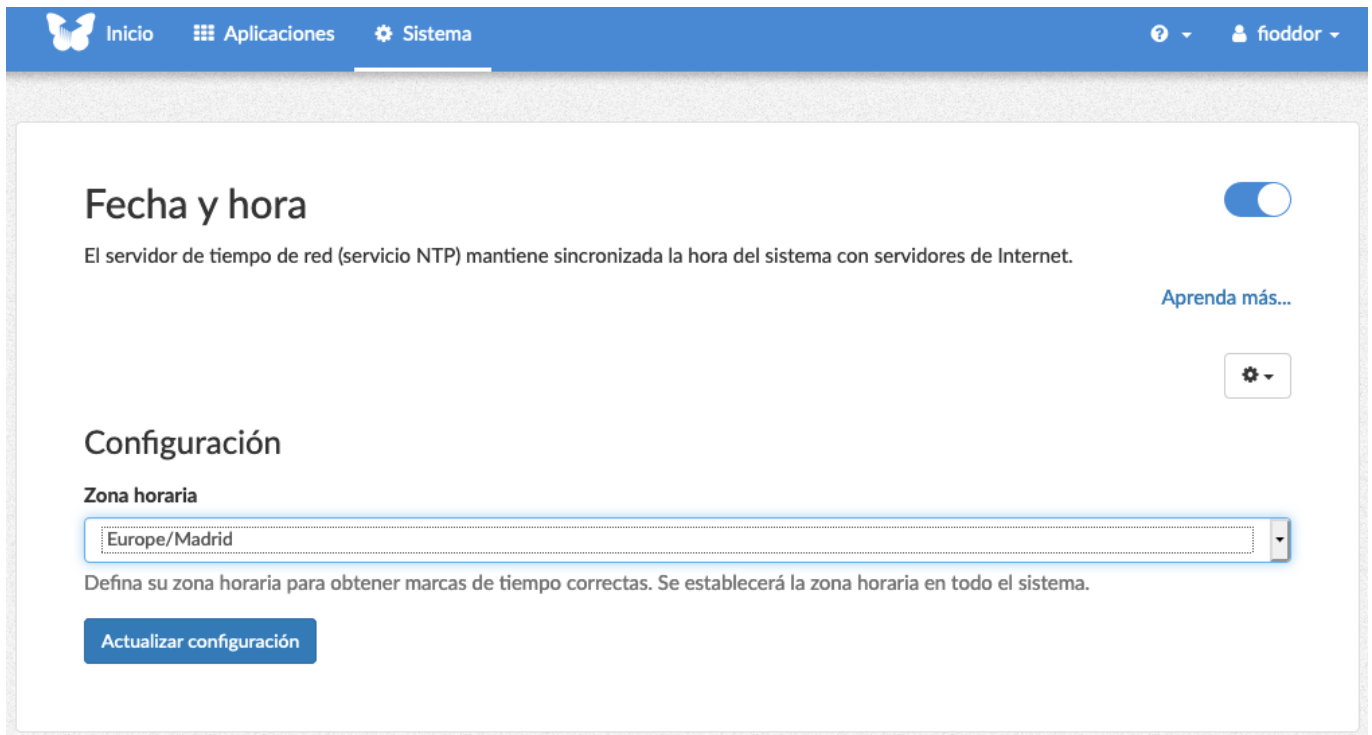 Inicio Aplicaciones Sistema fioddor
Fecha y hora
El servidor de tiempo de red (servicio NTP) mantiene sincronizada la hora del sistema con servidores de Internet.
Aprenda más...
Configuración
Zona horaria
Europe/Madrid
Defina su zona horaria para obtener marcas de tiempo correctas. Se establecerá la zona horaria en todo el sistema.
Actualizar configuración